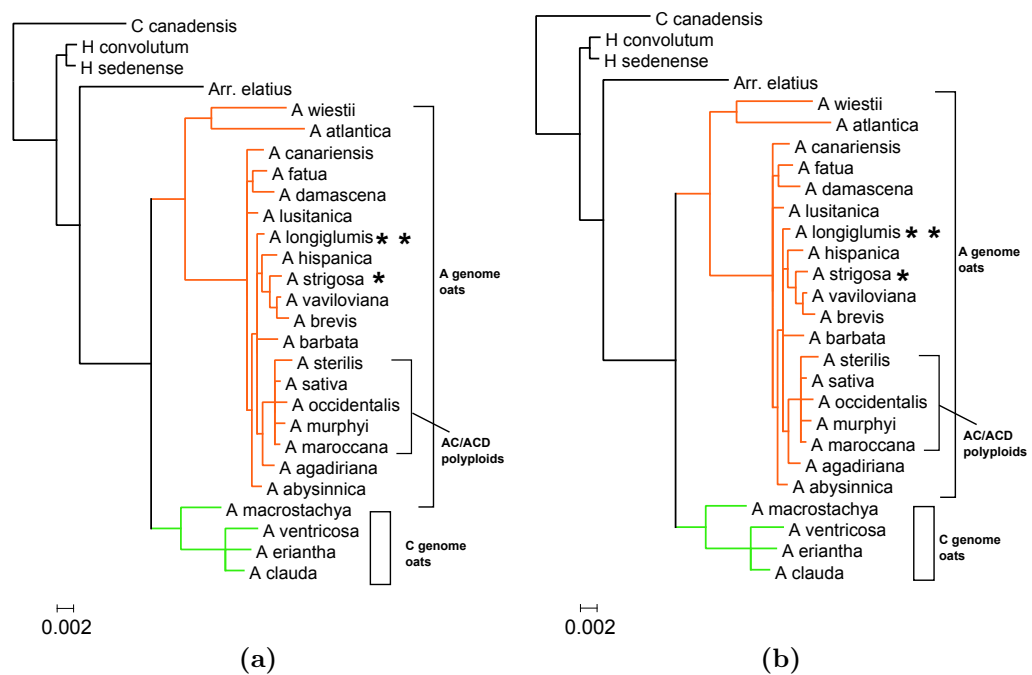 C canadensis
H convolutum
H sedenense
Arr. elatius
A wiestii
A atlantica
A canariensis
A fatua
A damascena
A lusitanica
A longiglumis * *
A hispanica
A strigosa *
A vaviloviana
A brevis
A barbata
A sterilis
A sativa
A occidentalis
A murphyi
A maroccana
A agadiriana
A abysinnica
A macrostachya
A ventricosa
A eriantha
A clauda
A genome
oats
AC/ACD
polyploids
C genome
oats
0.002
(a)
C canadensis
H convolutum
H sedenense
Arr. elatius
A wiestii
A atlantica
A canariensis
A fatua
A damascena
A lusitanica
A longiglumis * *
A hispanica
A strigosa *
A vaviloviana
A brevis
A barbata
A sterilis
A sativa
A occidentalis
A murphyi
A maroccana
A agadiriana
A abysinnica
A macrostachya
A ventricosa
A eriantha
A clauda
A genome
oats
AC/ACD
polyploids
C genome
oats
0.002
(b)